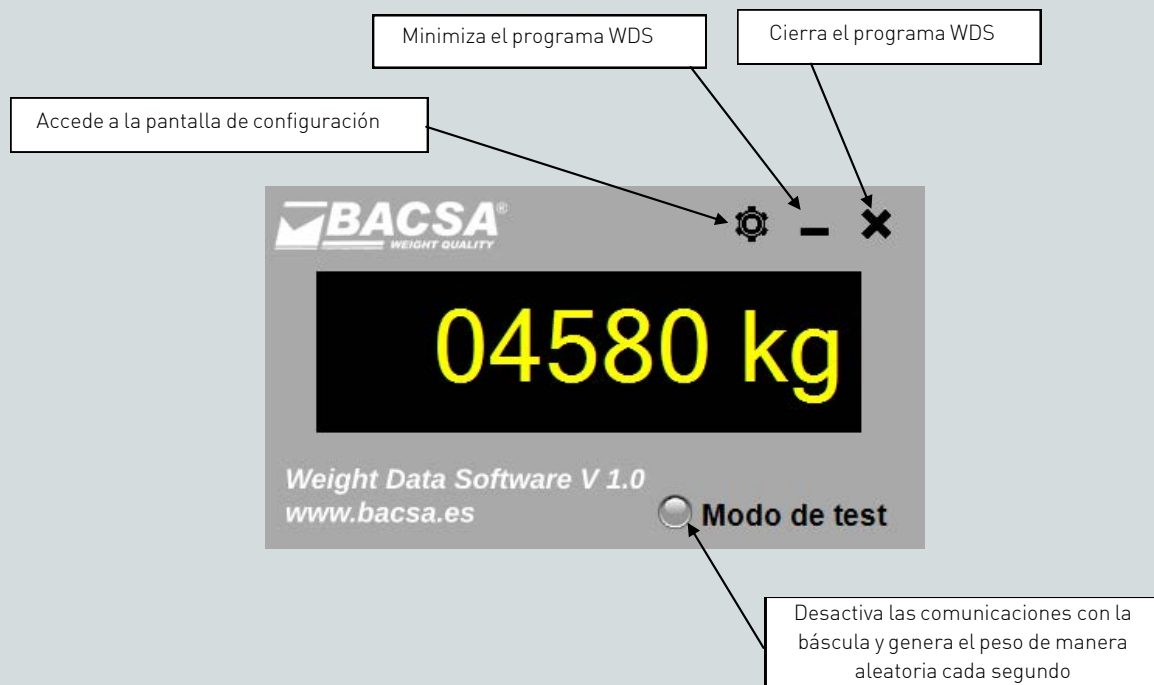 Minimiza el programa WDS
Cierra el programa WDS
Accede a la pantalla de configuración
BACSA®
WEIGHT QUALITY
04580 kg
Weight Data Software V 1.0
www.bacsa.es
Modo de test
Desactiva las comunicaciones con la
báscula y genera el peso de manera
aleatoria cada segundo